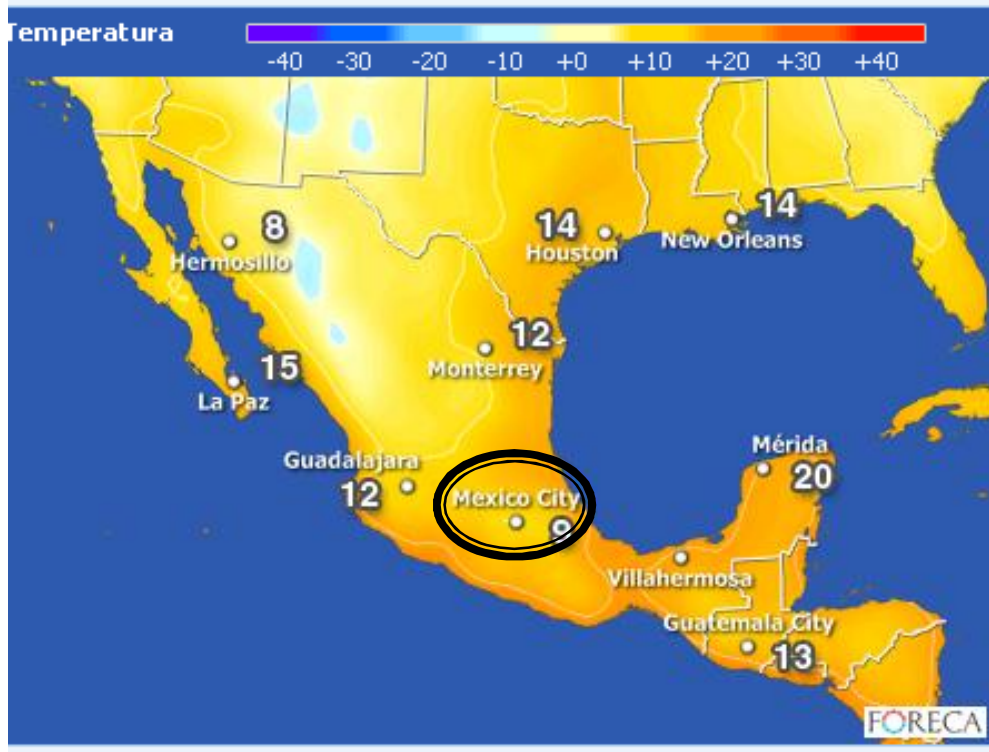 Temperatura
-40 -30 -20 -10 +0 +10 +20 +30 +40
8
Hermosillo
14
Houston
14
New Orleans
12
Monterrey
15
La Paz
Guadalajara
12
Mexico City
Mérida
20
Villahermosa
Guatemala City
13
FORECA